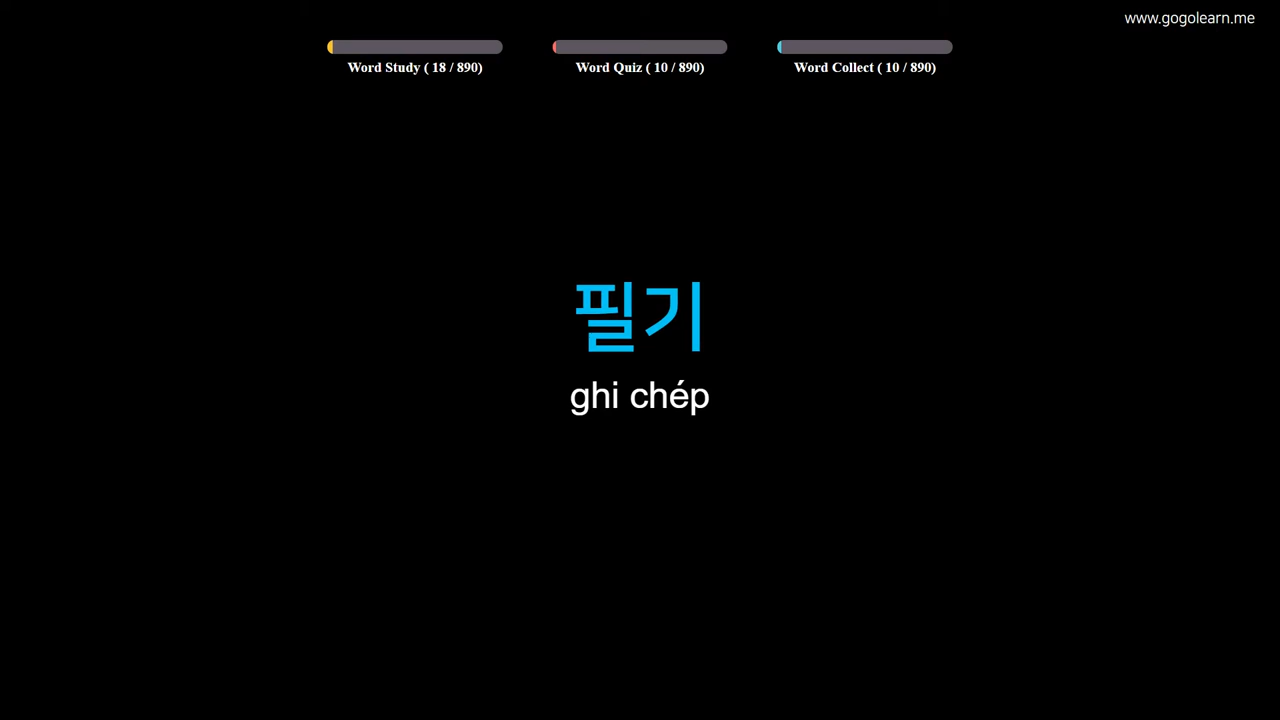 www.gogolearn.me
Word Study ( 18 / 890)
Word Quiz ( 10 / 890)
Word Collect ( 10 / 890)
필기
ghi chép